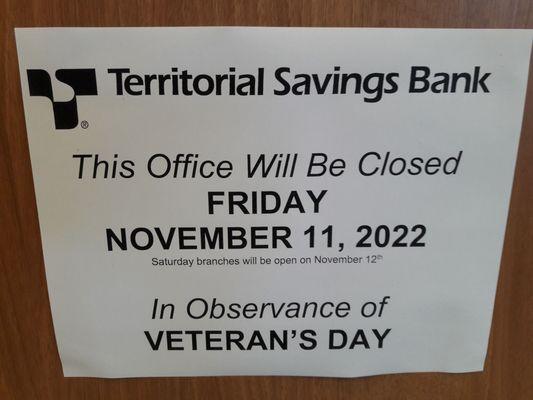 Territorial Savings Bank
®
This Office Will Be Closed
FRIDAY
NOVEMBER 11, 2022
Saturday branches will be open on November 12th
In Observance of
VETERAN'S DAY